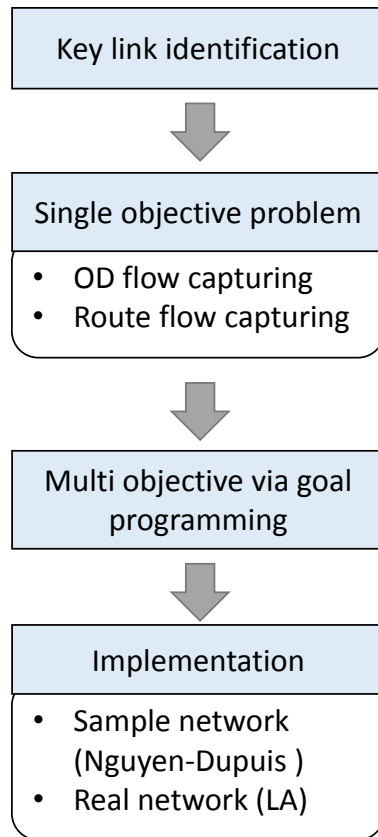 Key link identification
Single objective problem
• OD flow capturing
• Route flow capturing
Multi objective via goal
programming
Implementation
• Sample network
(Nguyen-Dupuis )
• Real network (LA)